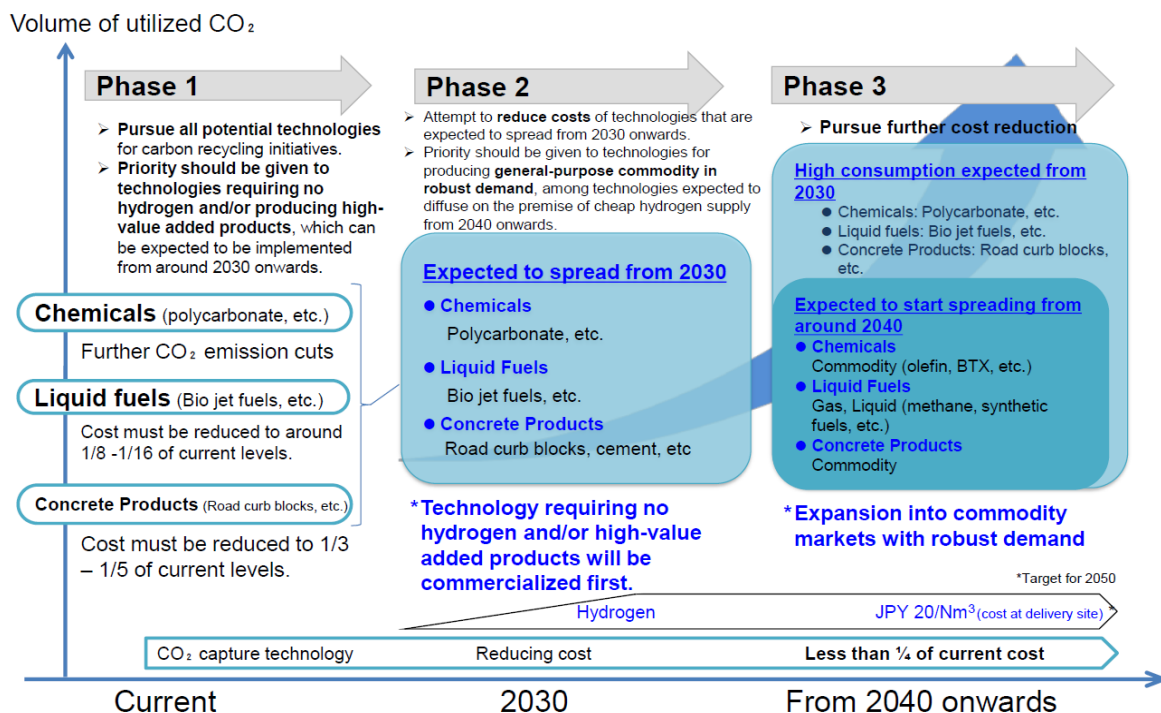 Volume of utilized CO₂
Phase 1
➢ Pursue all potential technologies
for carbon recycling initiatives.
➢ Priority should be given to
technologies requiring no
hydrogen and/or producing high-
value added products, which can
be expected to be implemented
from around 2030 onwards.
Chemicals (polycarbonate, etc.)
Further CO₂ emission cuts
Liquid fuels (Bio jet fuels, etc.)
Cost must be reduced to around
1/8 -1/16 of current levels.
Concrete Products (Road curb blocks, etc.)
Cost must be reduced to 1/3
– 1/5 of current levels.
Phase 2
➢ Attempt to reduce costs of technologies that are
expected to spread from 2030 onwards.
➢ Priority should be given to technologies for
producing general-purpose commodity in
robust demand, among technologies expected to
diffuse on the premise of cheap hydrogen supply
from 2040 onwards.
Expected to spread from 2030
● Chemicals
Polycarbonate, etc.
● Liquid Fuels
Bio jet fuels, etc.
● Concrete Products
Road curb blocks, cement, etc
*Technology requiring no
hydrogen and/or high-value
added products will be
commercialized first.
Phase 3
➢ Pursue further cost reduction
High consumption expected from
2030
● Chemicals: Polycarbonate, etc.
● Liquid fuels: Bio jet fuels, etc.
● Concrete Products: Road curb blocks,
etc.
Expected to start spreading from
around 2040
● Chemicals
Commodity (olefin, BTX, etc.)
● Liquid Fuels
Gas, Liquid (methane, synthetic
fuels, etc.)
● Concrete Products
Commodity
*Expansion into commodity
markets with robust demand
*Target for 2050
Hydrogen
JPY 20/Nm³ (cost at delivery site) *
CO₂ capture technology
Reducing cost
Less than ¼ of current cost
Current
2030
From 2040 onwards